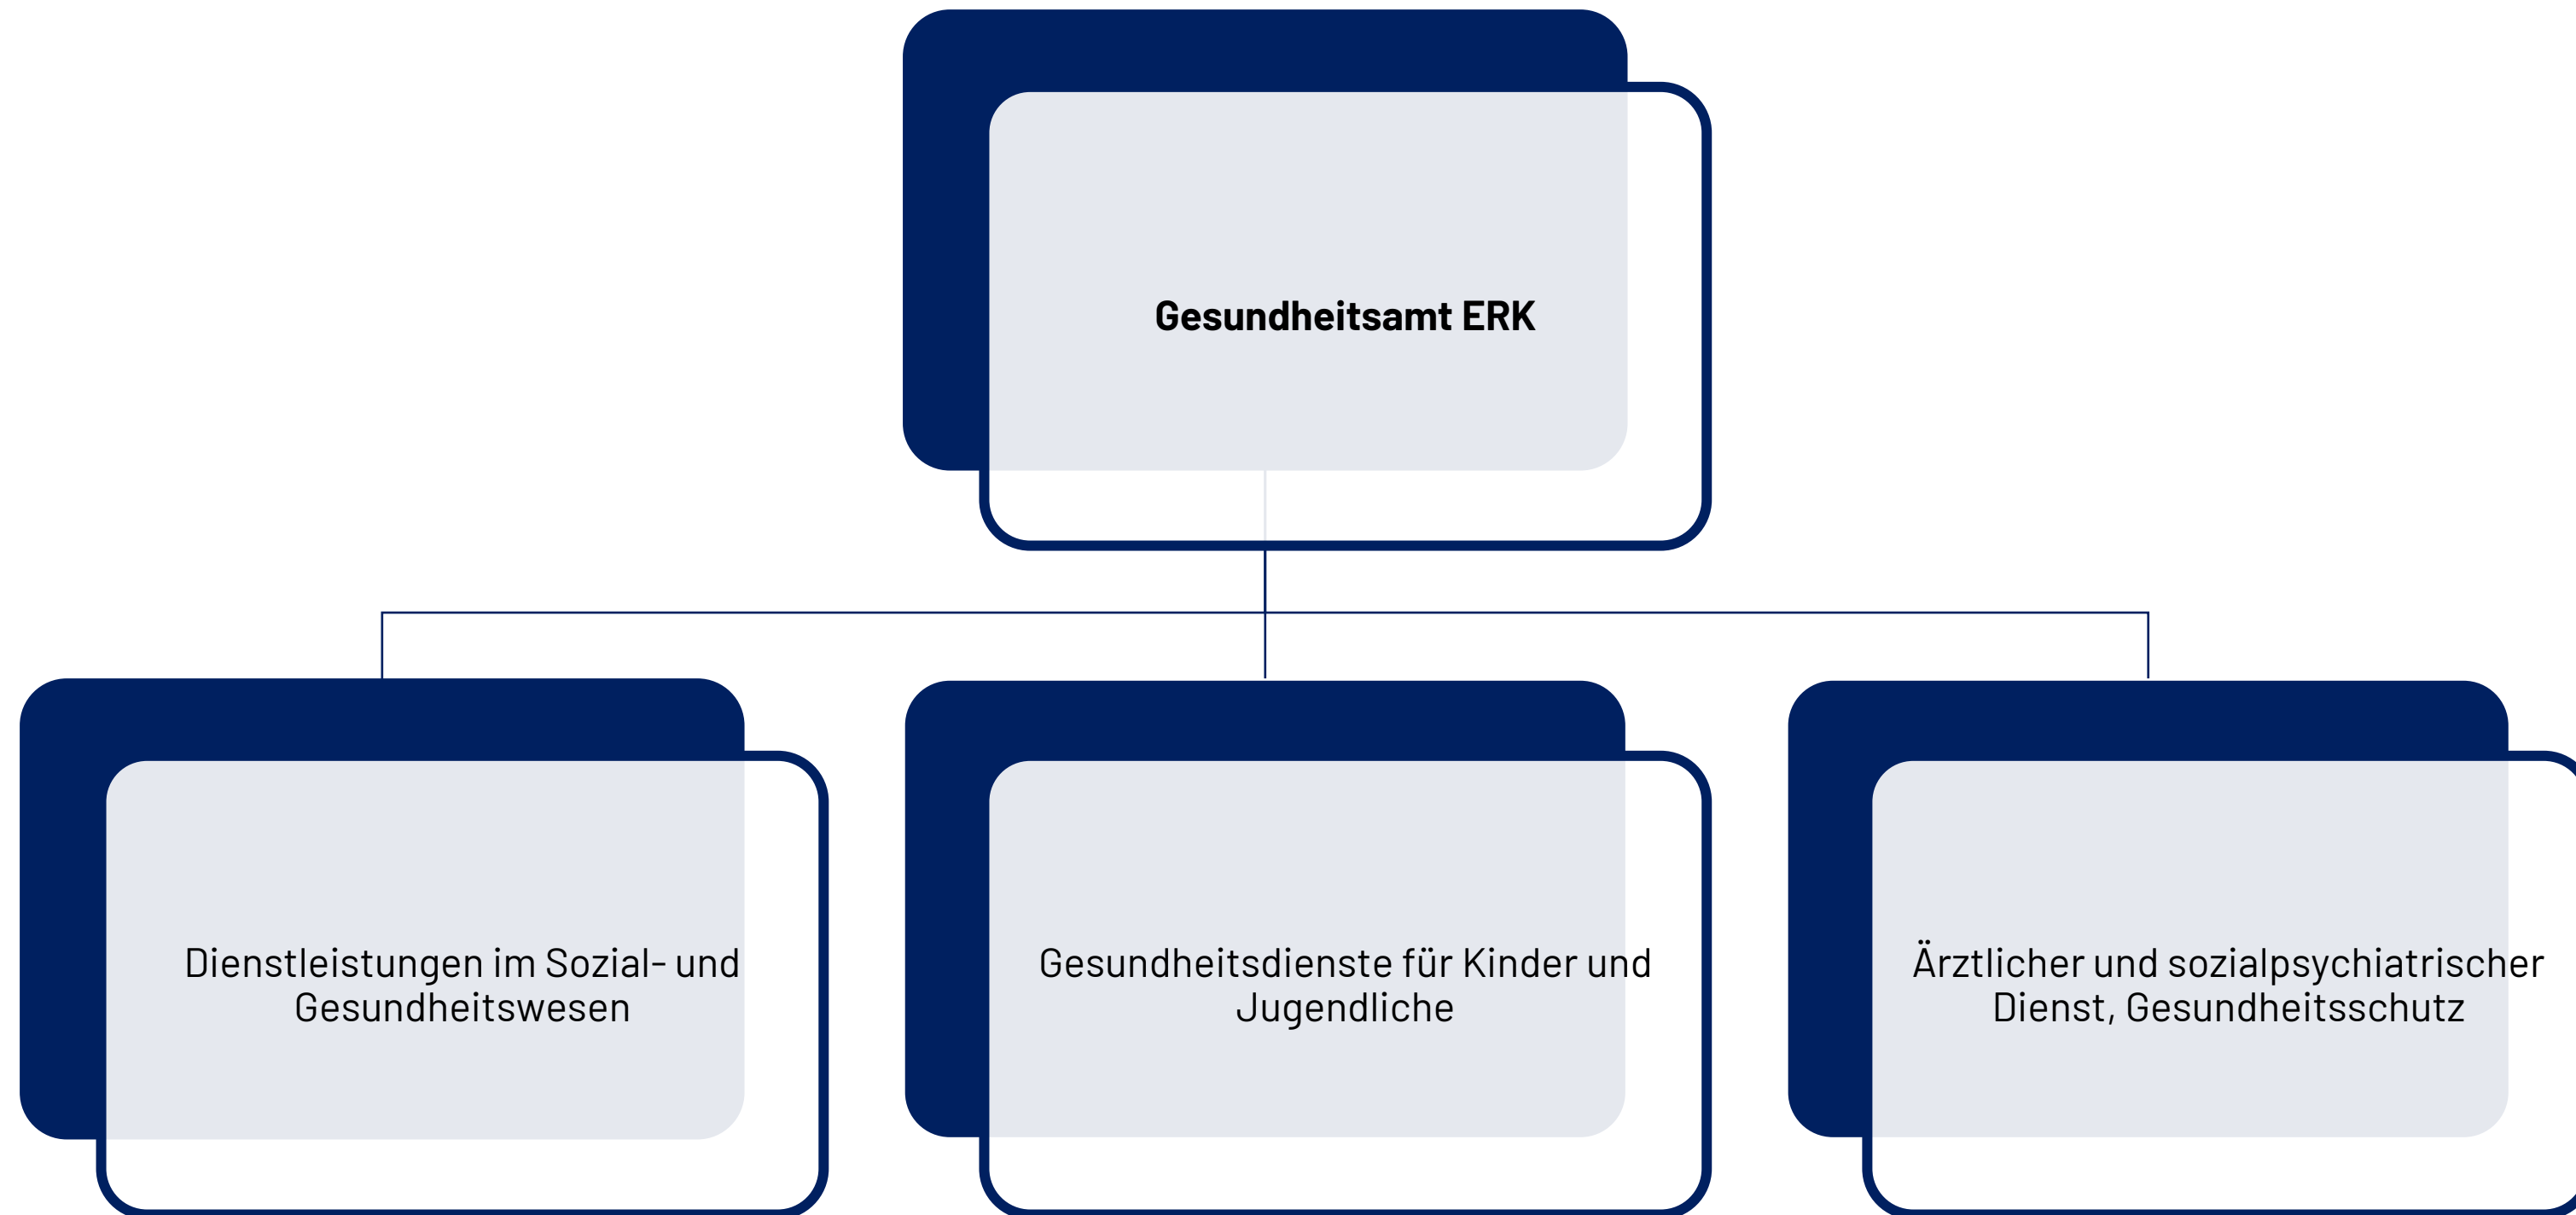 Gesundheitsamt ERK
Dienstleistungen im Sozial- und
Gesundheitswesen
Gesundheitsdienste für Kinder und
Jugendliche
Ärztlicher und sozialpsychiatrischer
Dienst, Gesundheitsschutz